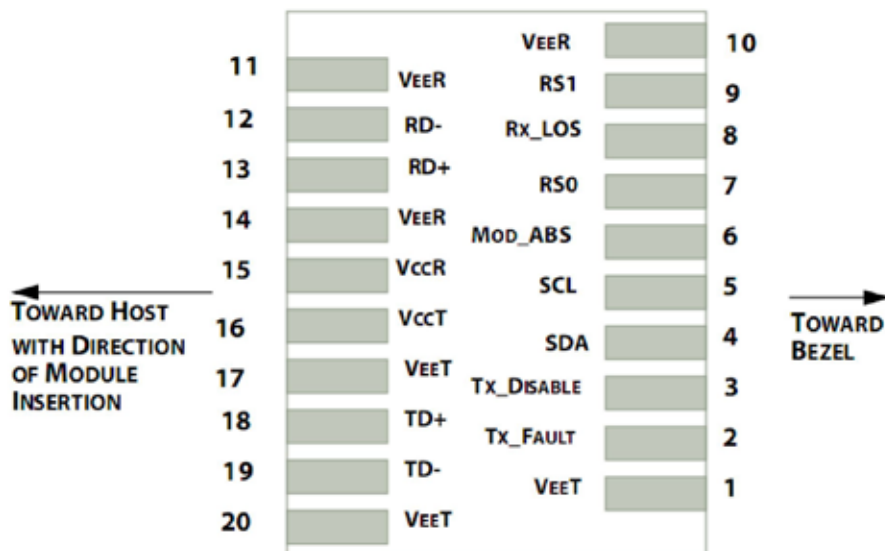 11 VEER
12 RD-
13 RD+
14 VEER
15 VCCR
16 VCCT
17 VEET
18 TD+
19 TD-
20 VEET
VEER 10
RS1 9
RX_LOS 8
RS0 7
MOD_ABS 6
SCL 5
SDA 4
TX_DISABLE 3
TX_FAULT 2
VEET 1
TOWARD HOST
WITH DIRECTION
OF MODULE
INSERTION
TOWARD
BEZEL